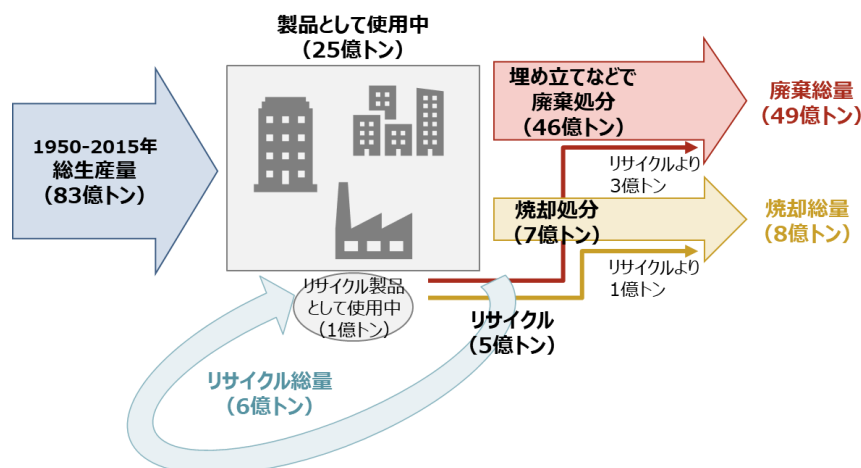 製品として使用中
（25億トン）
1950-2015年
総生産量
（83億トン）
埋め立てなどで
廃棄処分
（46億トン）
廃棄総量
（49億トン）
リサイクルより
3億トン
焼却処分
（7億トン）
焼却総量
（8億トン）
リサイクルより
1億トン
リサイクル製品
として使用中
（1億トン）
リサイクル
（5億トン）
リサイクル総量
（6億トン）